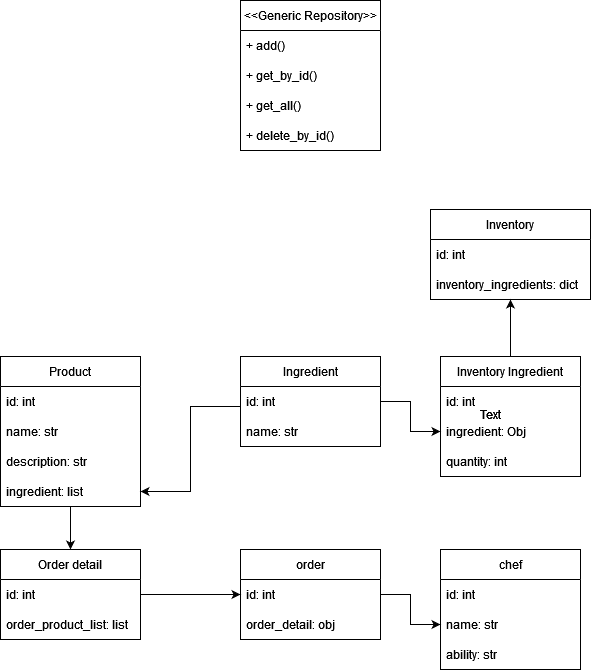 <<Generic Repository>>
+ add()
+ get_by_id()
+ get_all()
+ delete_by_id()
Inventory
id: int
inventory_ingredients: dict
Product
id: int
name: str
description: str
ingredient: list
Ingredient
id: int
name: str
Inventory Ingredient
id: int
Text
ingredient: Obj
quantity: int
Order detail
id: int
order_product_list: list
order
id: int
order_detail: obj
chef
id: int
name: str
ability: str